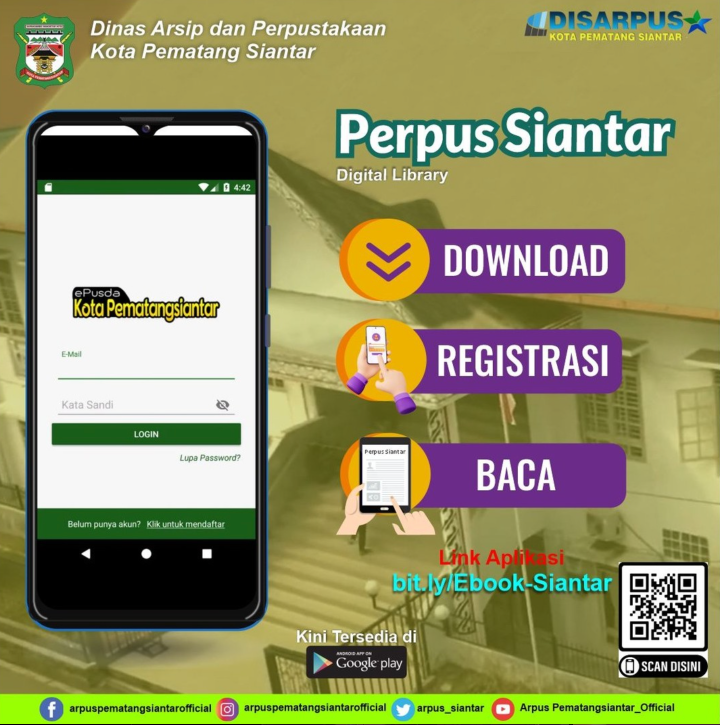 Dinas Arsip dan Perpustakaan
Kota Pematang Siantar
DISARPUS
KOTA PEMATANG SIANTAR
Perpus Siantar
Digital Library
4:42
ePusda
Kota Pematangsiantar
E-Mail
Kata Sandi
LOGIN
Lupa Password?
Belum punya akun? Klik untuk mendaftar
DOWNLOAD
REGISTRASI
Perpus Siantar
BACA
Link Aplikasi
bit.ly/Ebook-Siantar
SCAN DISINI
Kini Tersedia di
ANDROID APP ON
Google play
arpuspematangsiantarofficial
arpuspematangsiantarofficial
arpus_siantar
Arpus Pematangsiantar_Official